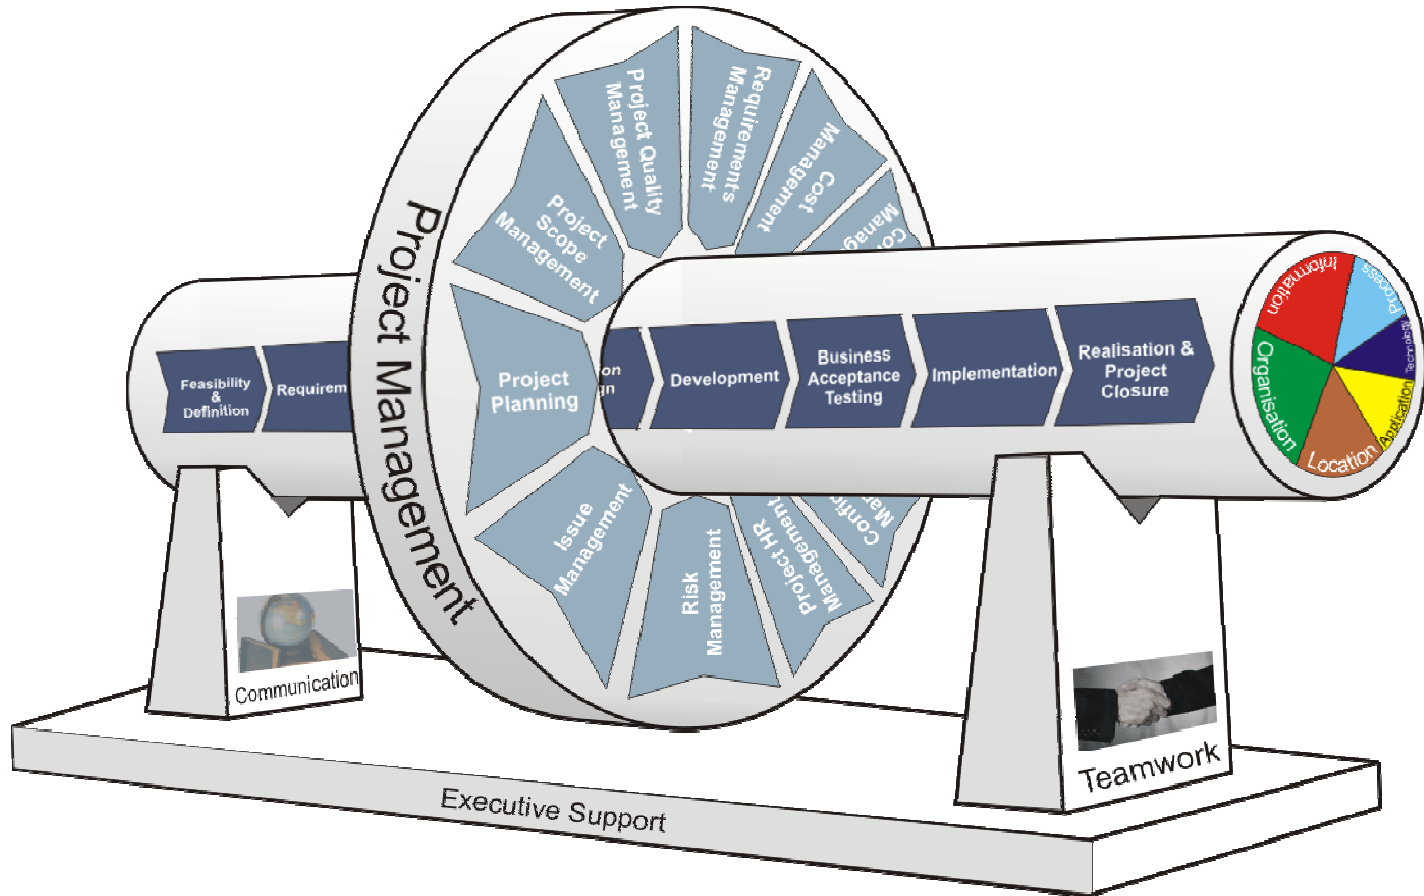 Project Management
Project Quality
Management
Requirements
Management
Cost
Management
Project
Scope
Management
Project
Planning
Issue
Management
Risk
Management
Project HR
Management
Feasibility
&
Definition
Requirem
Development
Business
Acceptance
Testing
Implementation
Realisation &
Project
Closure
Information
Process
Technology
Application
Location
Organisation
Communication
Teamwork
Executive Support